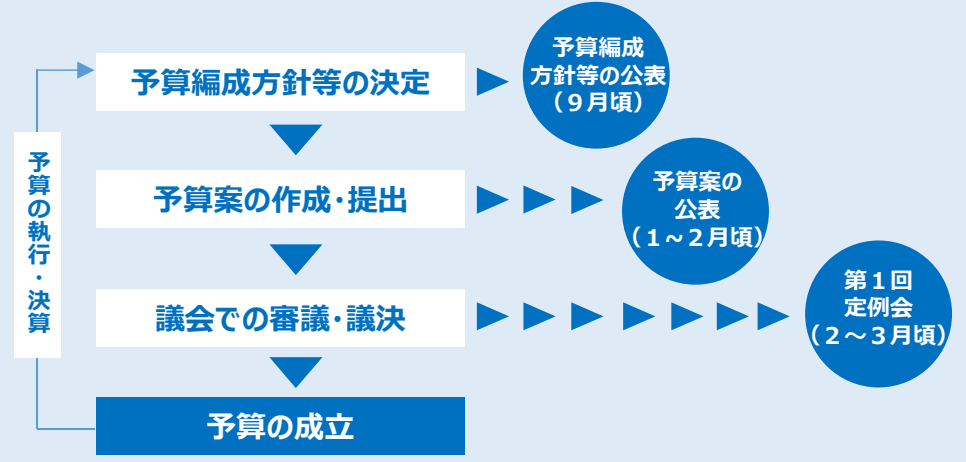 予算編成方針等の決定
予算編成
方針等の公表
（９月頃）
予算案の作成・提出
予算案の
公表
（１～２月頃）
議会での審議・議決
第１回
定例会
（２～３月頃）
予算の成立
予算の執行・決算